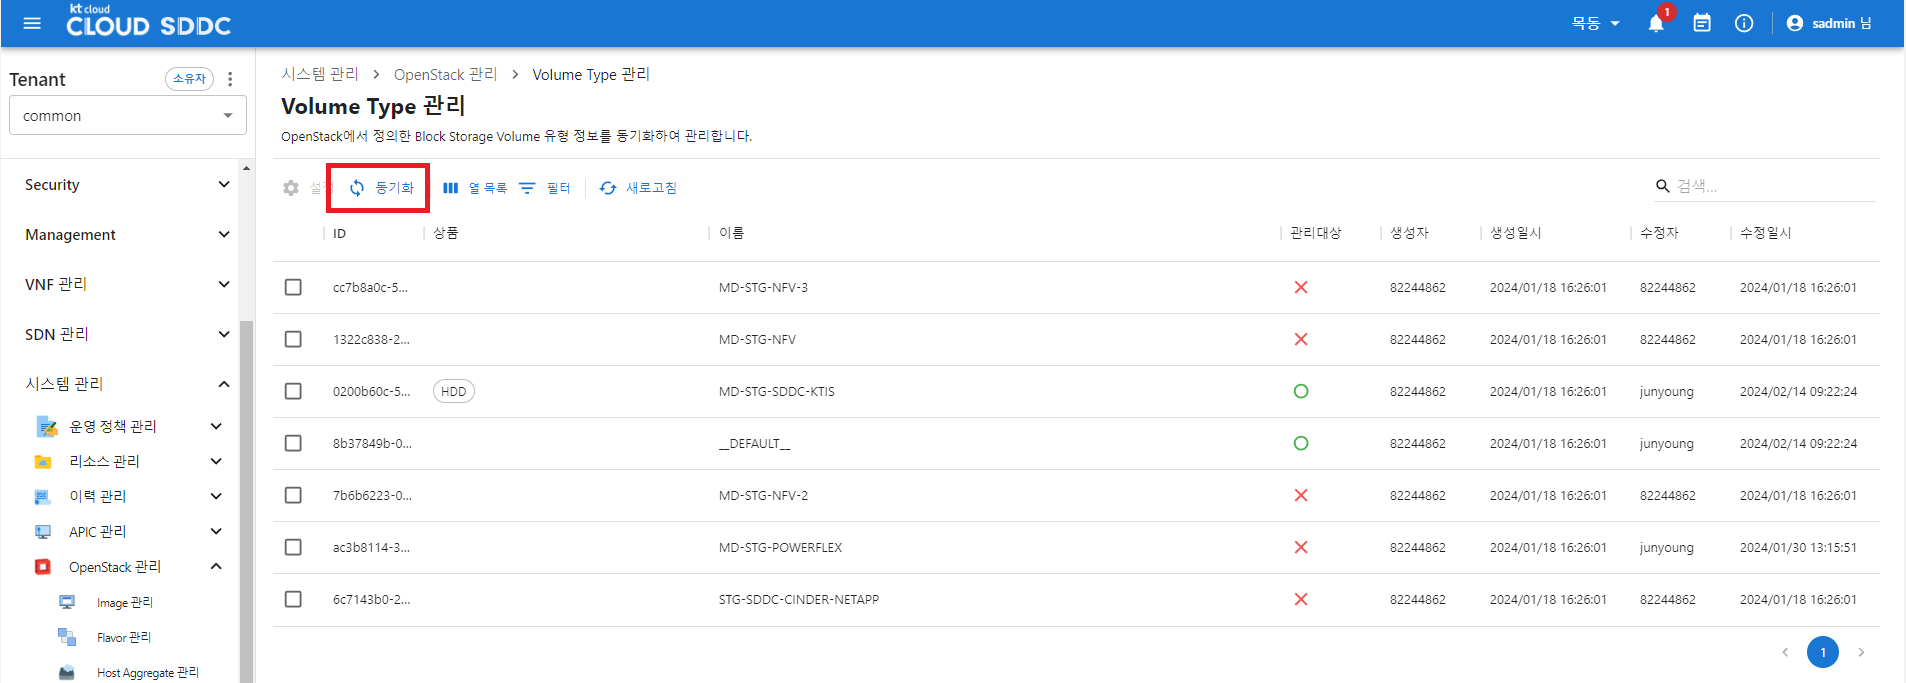 kt cloud
CLOUD SDDC
목동
1
sadmin 님
Tenant
소유자
common
Security
Management
VNF 관리
SDN 관리
시스템 관리
운영 정책 관리
리소스 관리
이력 관리
APIC 관리
OpenStack 관리
Image 관리
Flavor 관리
Host Aggregate 관리
시스템 관리 > OpenStack 관리 > Volume Type 관리
Volume Type 관리
OpenStack에서 정의한 Block Storage Volume 유형 정보를 동기화하여 관리합니다.
설정 동기화 열 목록 필터 새로고침 검색...
ID 상품 이름 관리대상 생성자 생성일시 수정자 수정일시
cc7b8a0c-5... MD-STG-NFV-3 82244862 2024/01/18 16:26:01 82244862 2024/01/18 16:26:01
1322c838-2... MD-STG-NFV 82244862 2024/01/18 16:26:01 82244862 2024/01/18 16:26:01
0200b60c-5... HDD MD-STG-SDDC-KTIS 82244862 2024/01/18 16:26:01 junyoung 2024/02/14 09:22:24
8b37849b-0... __DEFAULT__ 82244862 2024/01/18 16:26:01 junyoung 2024/02/14 09:22:24
7b6b6223-0... MD-STG-NFV-2 82244862 2024/01/18 16:26:01 82244862 2024/01/18 16:26:01
ac3b8114-3... MD-STG-POWERFLEX 82244862 2024/01/18 16:26:01 junyoung 2024/01/30 13:15:51
6c7143b0-2... STG-SDDC-CINDER-NETAPP 82244862 2024/01/18 16:26:01 82244862 2024/01/18 16:26:01
1